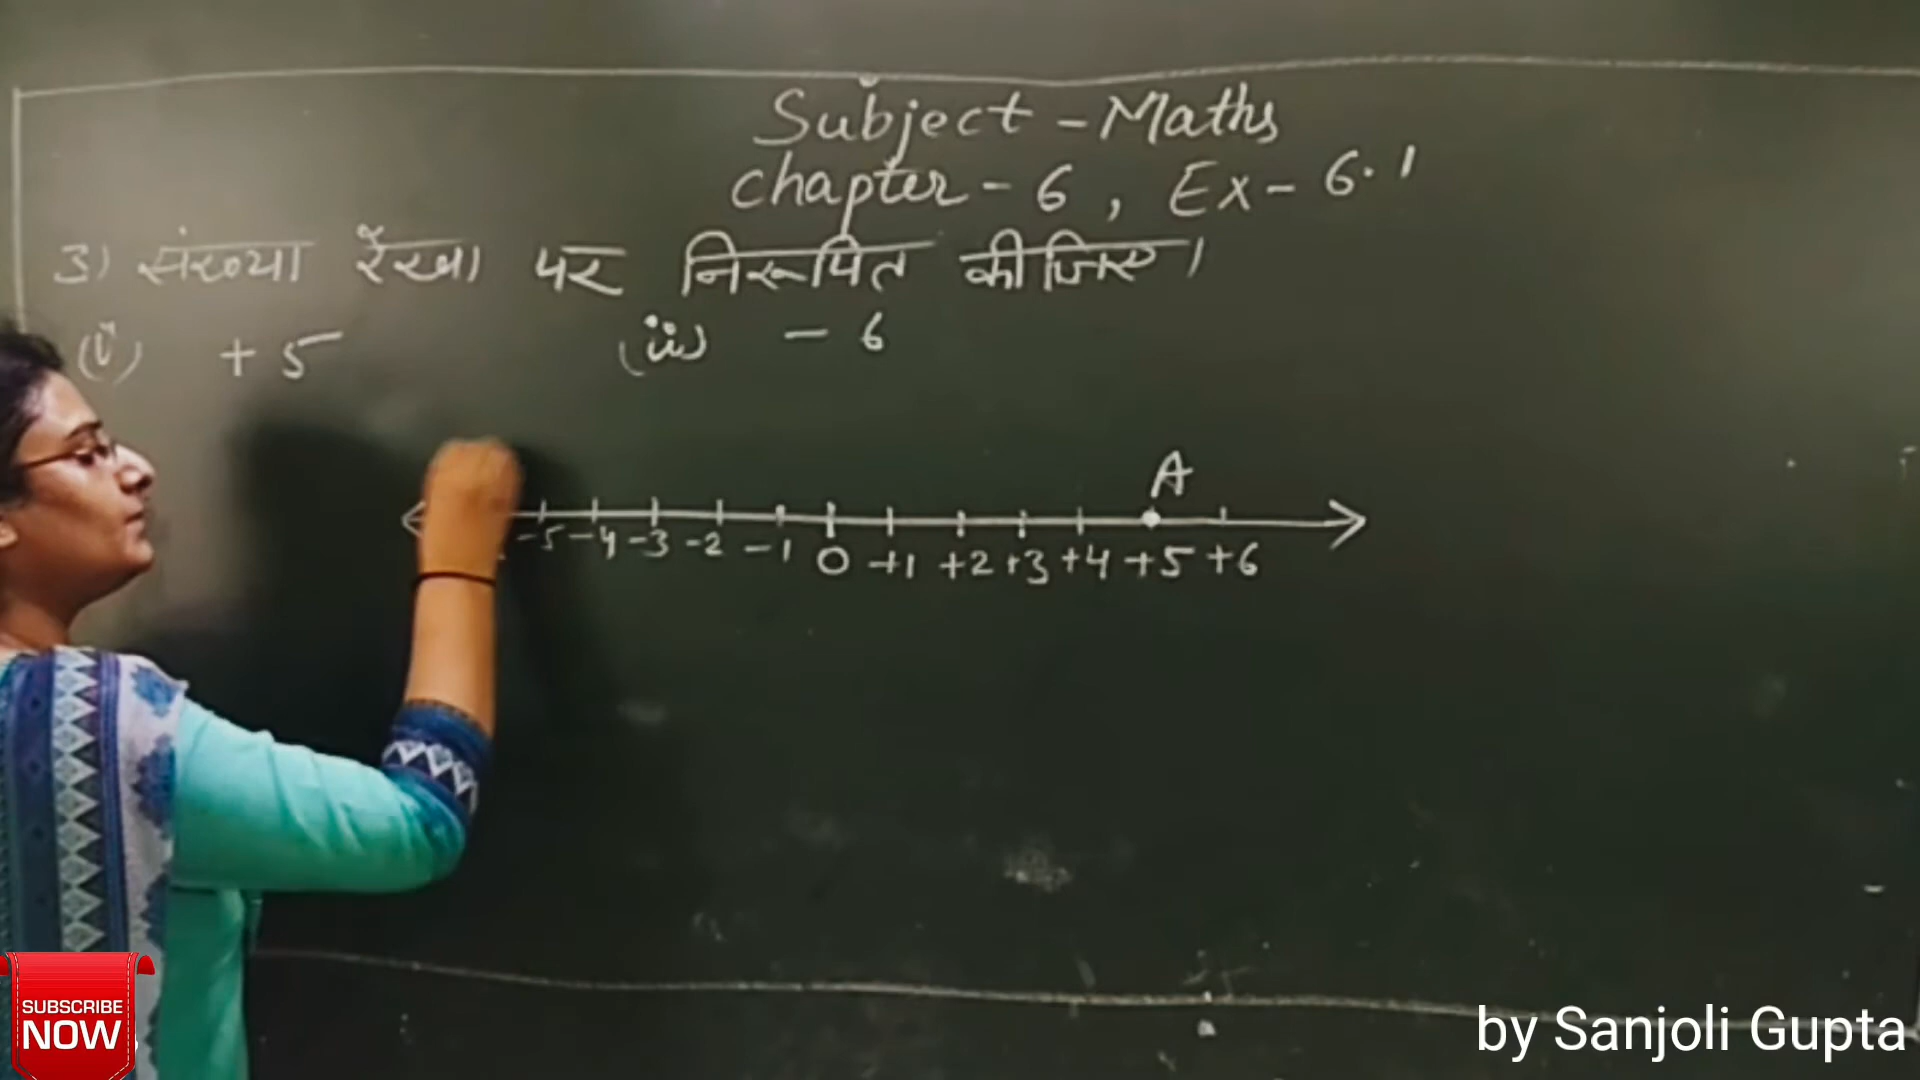 Subject - Maths
Chapter - 6, Ex - 6.1
3) संख्या रेखा पर निरूपित कीजिए।
(i) +5 (ii) -6
A
-5 -4 -3 -2 -1 0 +1 +2 +3 +4 +5 +6
SUBSCRIBE
NOW
by Sanjoli Gupta